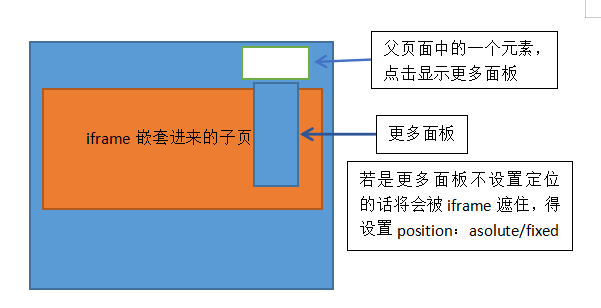 父页面中的一个元素，
点击显示更多面板
iframe 嵌套进来的子页
更多面板
若是更多面板不设置定位
的话将会被 iframe 遮住，得
设置 position：asolute/fixed